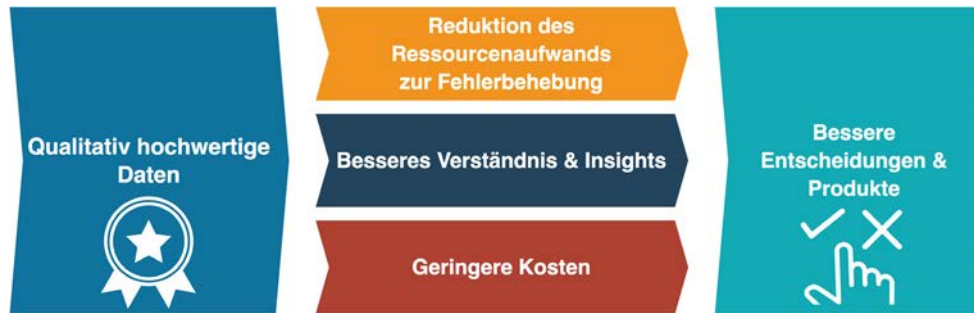 Qualitativ hochwertige
Daten
Reduktion des
Ressourcenaufwands
zur Fehlerbehebung
Besseres Verständnis & Insights
Geringere Kosten
Bessere
Entscheidungen &
Produkte